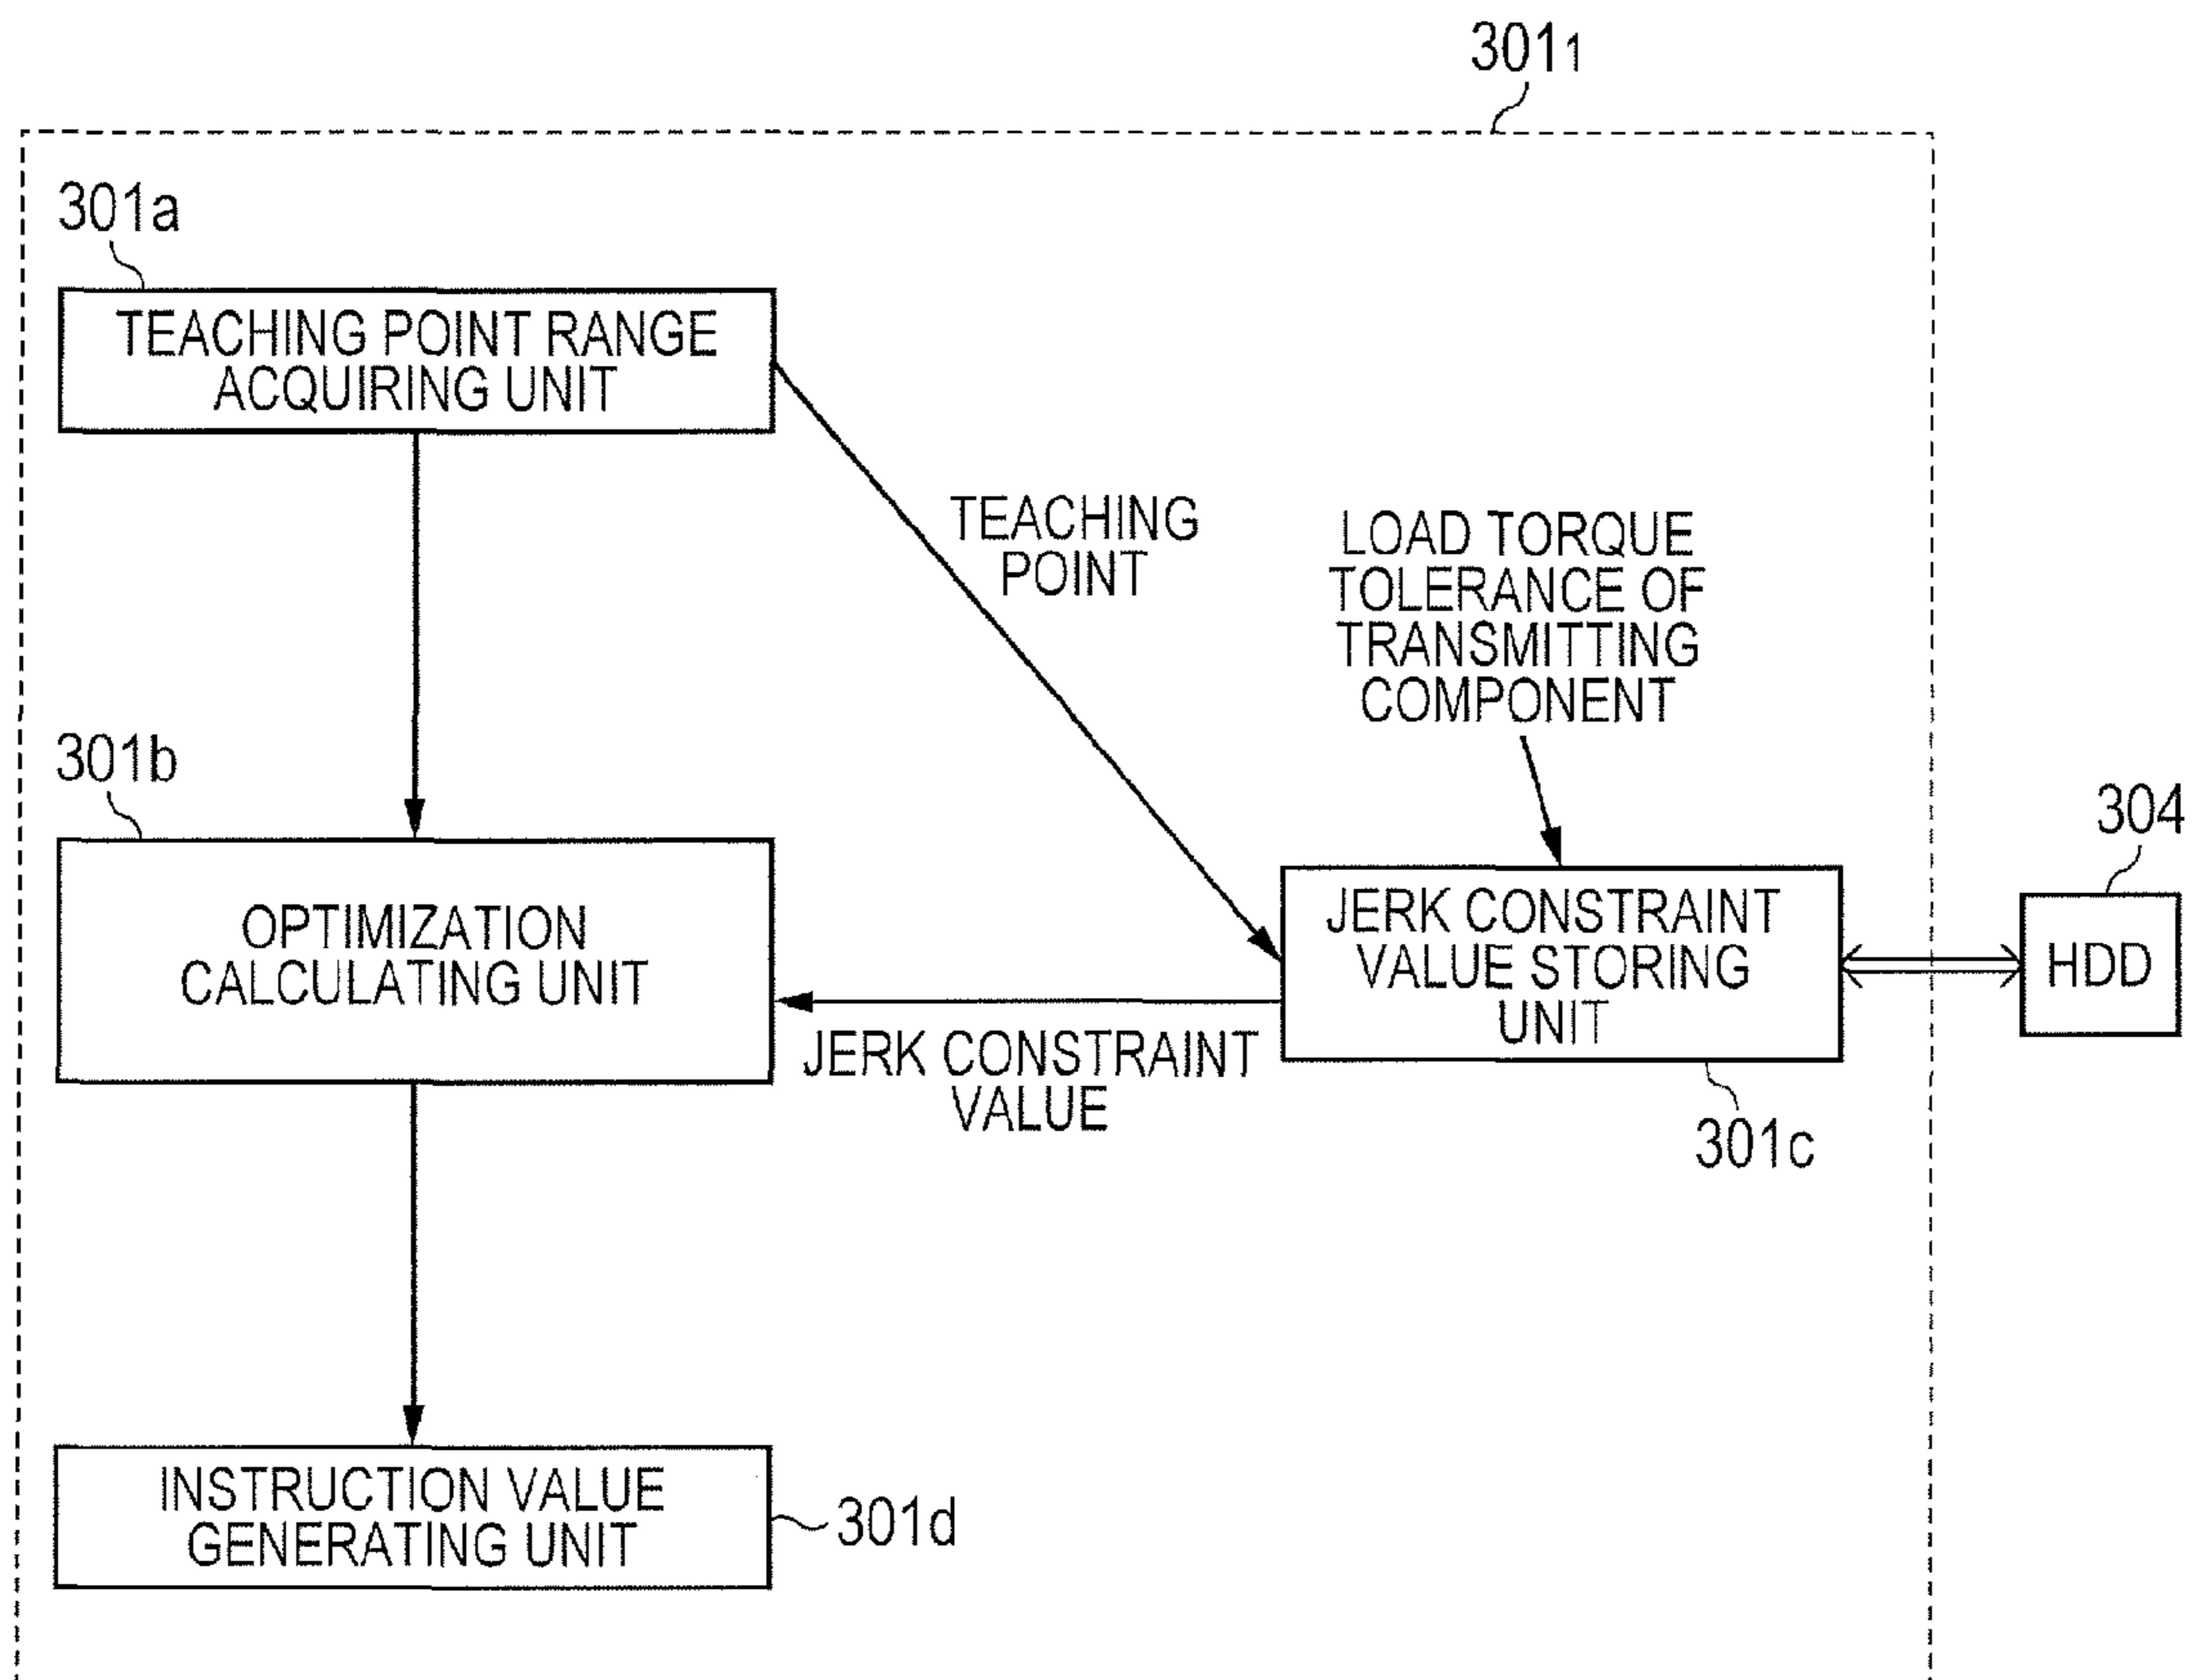 301₁
301a
TEACHING POINT RANGE
ACQUIRING UNIT
TEACHING
POINT
LOAD TORQUE
TOLERANCE OF
TRANSMITTING
COMPONENT
301b
OPTIMIZATION
CALCULATING UNIT
JERK CONSTRAINT
VALUE
JERK CONSTRAINT
VALUE STORING
UNIT
301c
304
HDD
INSTRUCTION VALUE
GENERATING UNIT
301d